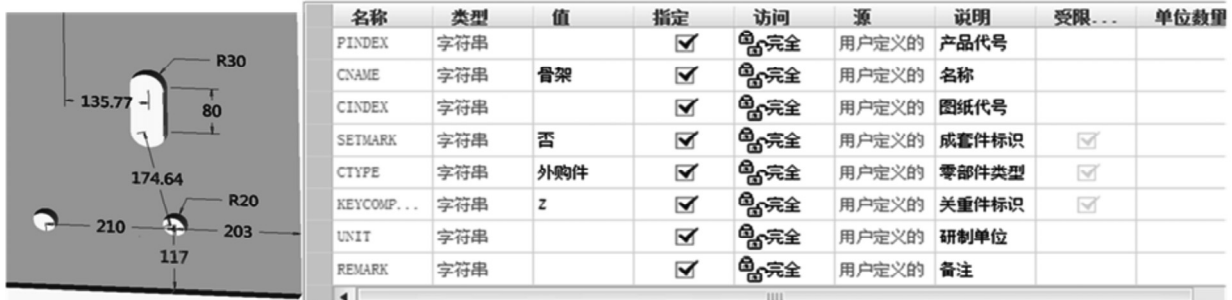 R30
135.77
80
174.64
R20
210
203
117
名称 类型 值 指定 访问 源 说明 受限... 单位数量
PINDEX 字符串 完全 用户定义的 产品代号
CNAME 字符串 骨架 完全 用户定义的 名称
CINDEX 字符串 完全 用户定义的 图纸代号
SETMARK 字符串 否 完全 用户定义的 成套件标识
CTYPE 字符串 外购件 完全 用户定义的 零部件类型
KEYCOMP... 字符串 Z 完全 用户定义的 关重件标识
UNIT 字符串 完全 用户定义的 研制单位
REMARK 字符串 完全 用户定义的 备注